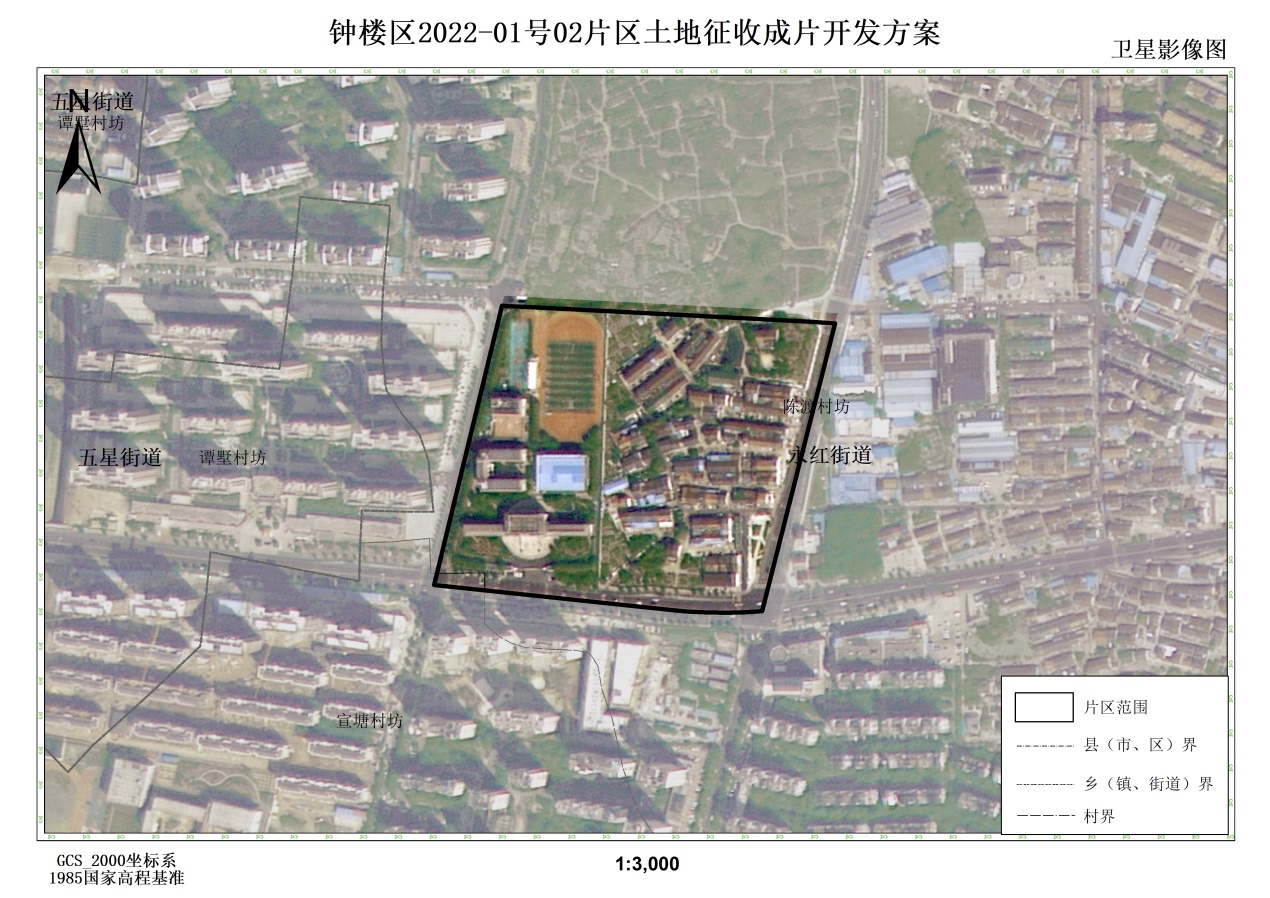 钟楼区2022-01号02片区土地征收成片开发方案
卫星影像图
五星街道
N
谭墅村坊
陈渡村坊
永红街道
五星街道
谭墅村坊
宣塘村坊
片区范围
县（市、区）界
乡（镇、街道）界
村界
GCS_2000坐标系
1985国家高程基准
1:3,000